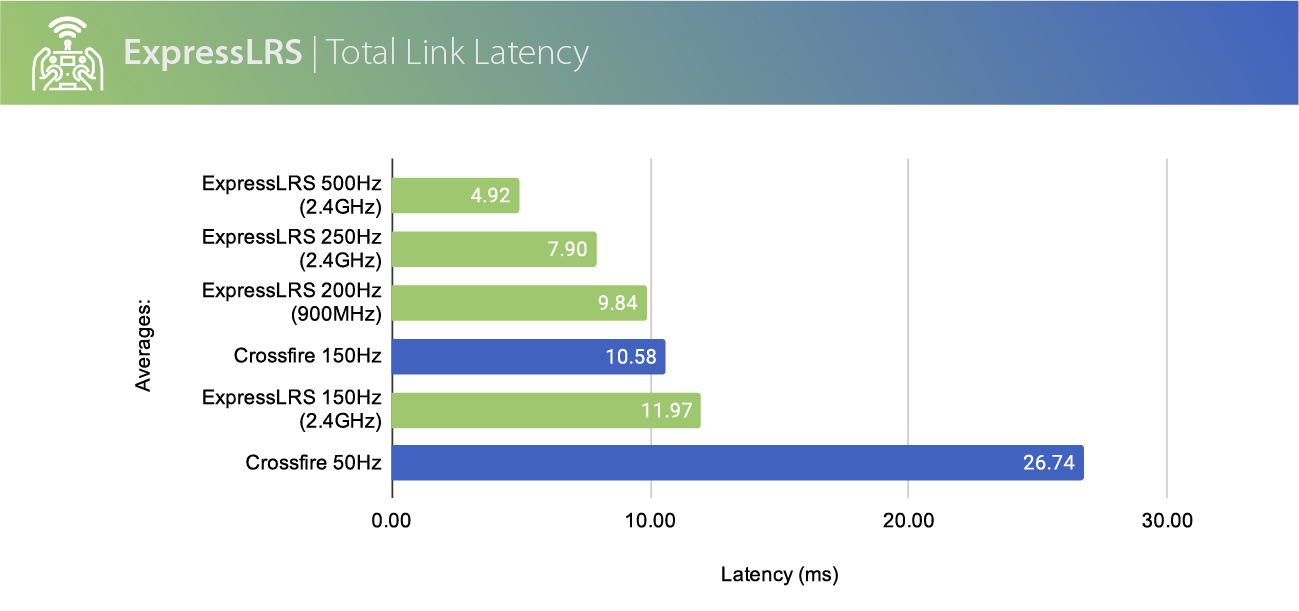 ExpressLRS | Total Link Latency
ExpressLRS 500Hz
(2.4GHz)
4.92
ExpressLRS 250Hz
(2.4GHz)
7.90
ExpressLRS 200Hz
(900MHz)
9.84
Crossfire 150Hz
10.58
ExpressLRS 150Hz
(2.4GHz)
11.97
Crossfire 50Hz
26.74
Averages:
0.00
10.00
20.00
30.00
Latency (ms)